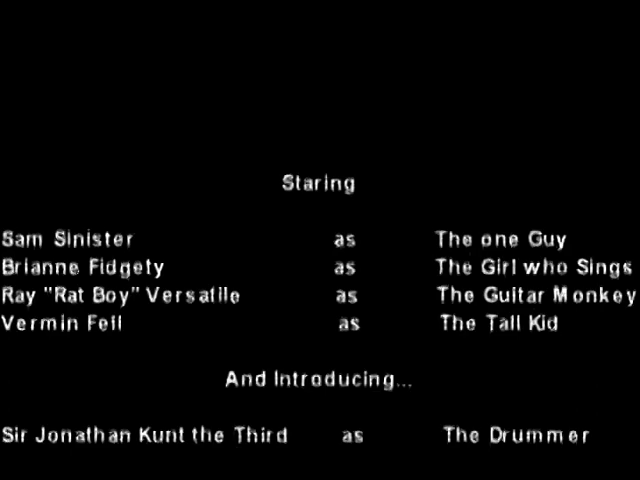 Staring
Sam Sinister as The one Guy
Brianne Fidgety as The Girl who Sings
Ray "Rat Boy" Versatile as The Guitar Monkey
Vermin Fell as The Tall Kid
And Introducing...
Sir Jonathan Kunt the Third as The Drummer